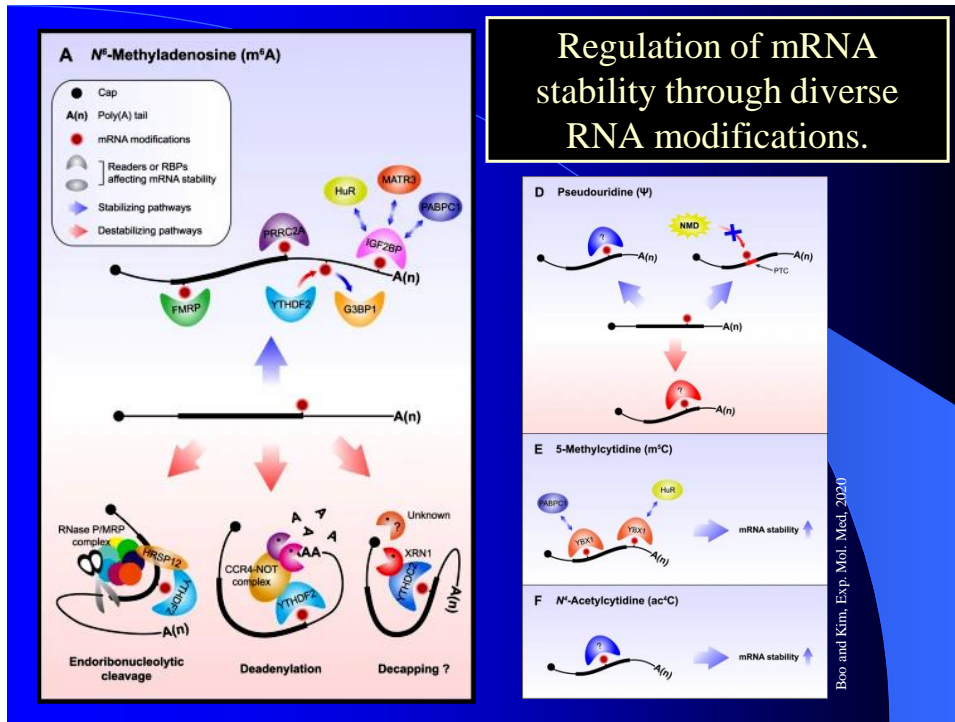 Regulation of mRNA
stability through diverse
RNA modifications.
A N⁶-Methyladenosine (m⁶A)
Cap
A(n) Poly(A) tail
mRNA modifications
Readers or RBPs
affecting mRNA stability
Stabilizing pathways
Destabilizing pathways
HuR
MATR3
PABPC1
PRRC2A
IGF2BP
A(n)
FMRP
YTHDF2
G3BP1
A(n)
RNase P/MRP
complex
HRSP12
YTHDF2
A(n)
Endoribonucleolytic
cleavage
A
A
A
A
A
AA
CCR4-NOT
complex
YTHDF2
Deadenylation
Unknown
?
XRN1
YTHDC2
A(n)
Decapping ?
D Pseudouridine (Ψ)
?
A(n)
NMD
A(n)
PTC
A(n)
?
A(n)
E 5-Methylcytidine (m⁵C)
PABPC1
HuR
YBX1
YBX1
A(n)
mRNA stability
F N⁴-Acetylcytidine (ac⁴C)
?
A(n)
mRNA stability
Boo and Kim, Exp. Mol. Med, 2020